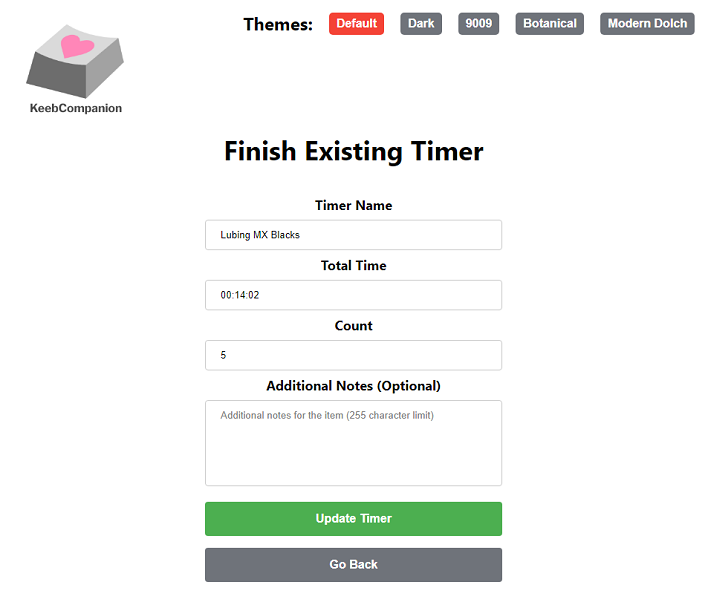 Themes: Default Dark 9009 Botanical Modern Dolch
KeebCompanion
Finish Existing Timer
Timer Name
Lubing MX Blacks
Total Time
00:14:02
Count
5
Additional Notes (Optional)
Additional notes for the item (255 character limit)
Update Timer
Go Back